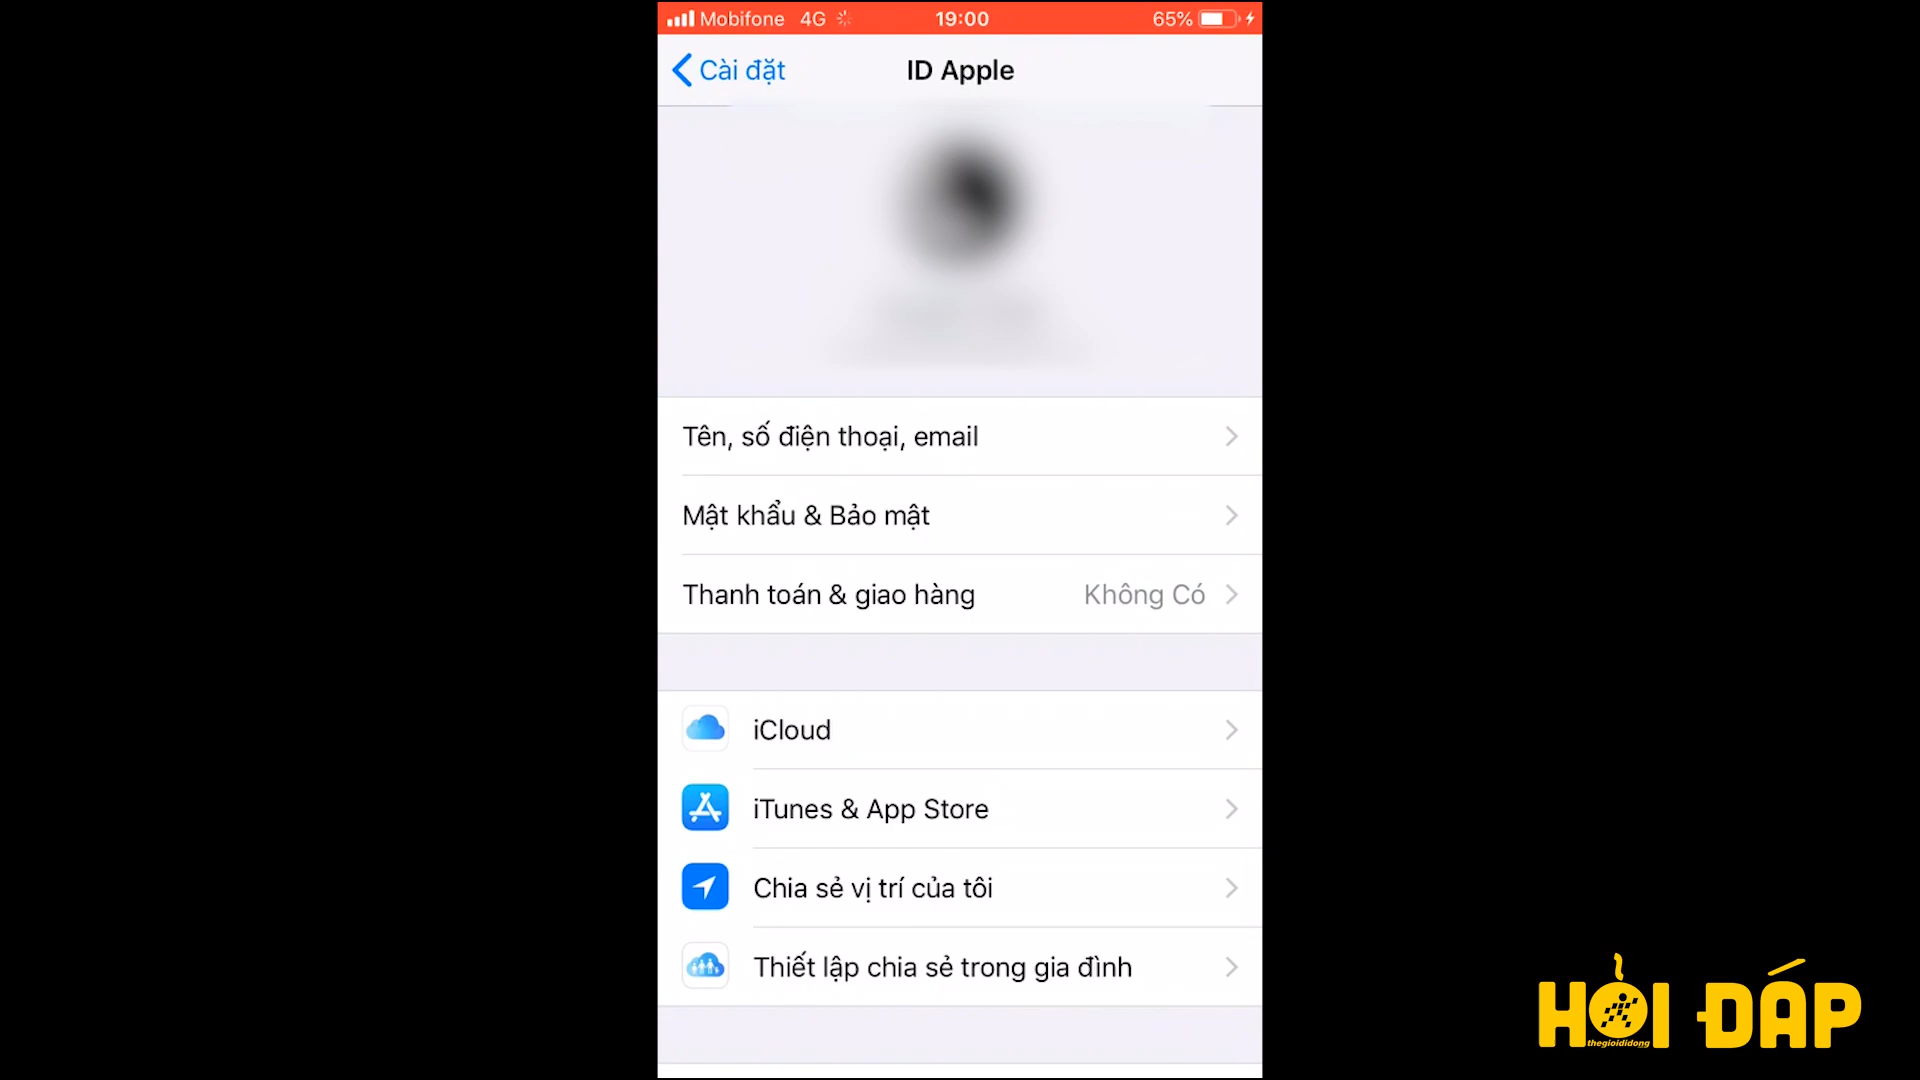 Mobifone 4G 19:00 65%
Cài đặt ID Apple
Tên, số điện thoại, email
Mật khẩu & Bảo mật
Thanh toán & giao hàng Không Có
iCloud
iTunes & App Store
Chia sẻ vị trí của tôi
Thiết lập chia sẻ trong gia đình
HỎI ĐÁP
thegioididong